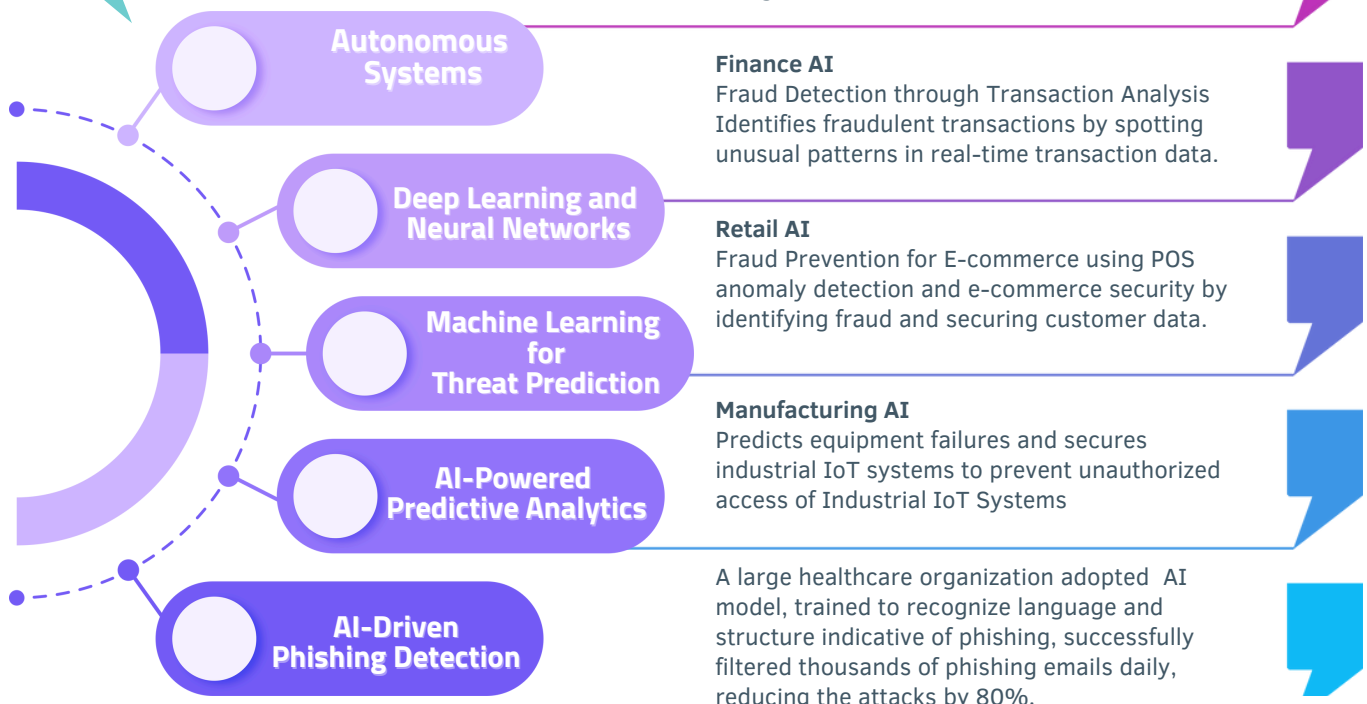 Autonomous
Systems
Deep Learning and
Neural Networks
Machine Learning
for
Threat Prediction
AI-Powered
Predictive Analytics
AI-Driven
Phishing Detection
Finance AI
Fraud Detection through Transaction Analysis
Identifies fraudulent transactions by spotting
unusual patterns in real-time transaction data.
Retail AI
Fraud Prevention for E-commerce using POS
anomaly detection and e-commerce security by
identifying fraud and securing customer data.
Manufacturing AI
Predicts equipment failures and secures
industrial IoT systems to prevent unauthorized
access of Industrial IoT Systems
A large healthcare organization adopted  AI
model, trained to recognize language and
structure indicative of phishing, successfully
filtered thousands of phishing emails daily,
reducing the attacks by 80%.